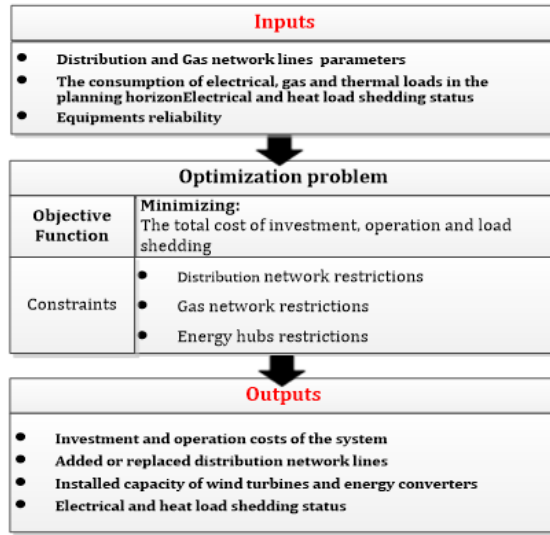 Inputs
● Distribution and Gas network lines parameters
● The consumption of electrical, gas and thermal loads in the
planning horizonElectrical and heat load shedding status
● Equipments reliability
Optimization problem
Objective
Function
Minimizing:
The total cost of investment, operation and load
shedding
Constraints
● Distribution network restrictions
● Gas network restrictions
● Energy hubs restrictions
Outputs
● Investment and operation costs of the system
● Added or replaced distribution network lines
● Installed capacity of wind turbines and energy converters
● Electrical and heat load shedding status